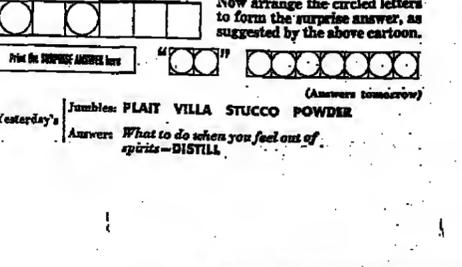 Now arrange the circled letters
to form the surprise answer, as
suggested by the above cartoon.
Print the SURPRISE ANSWER here
" "
(Answers tomorrow)
Yesterday's
Jumbles: PLAIT VILLA STUCCO POWDER
Answer: What to do when you feel out of
spirits—DISTILL